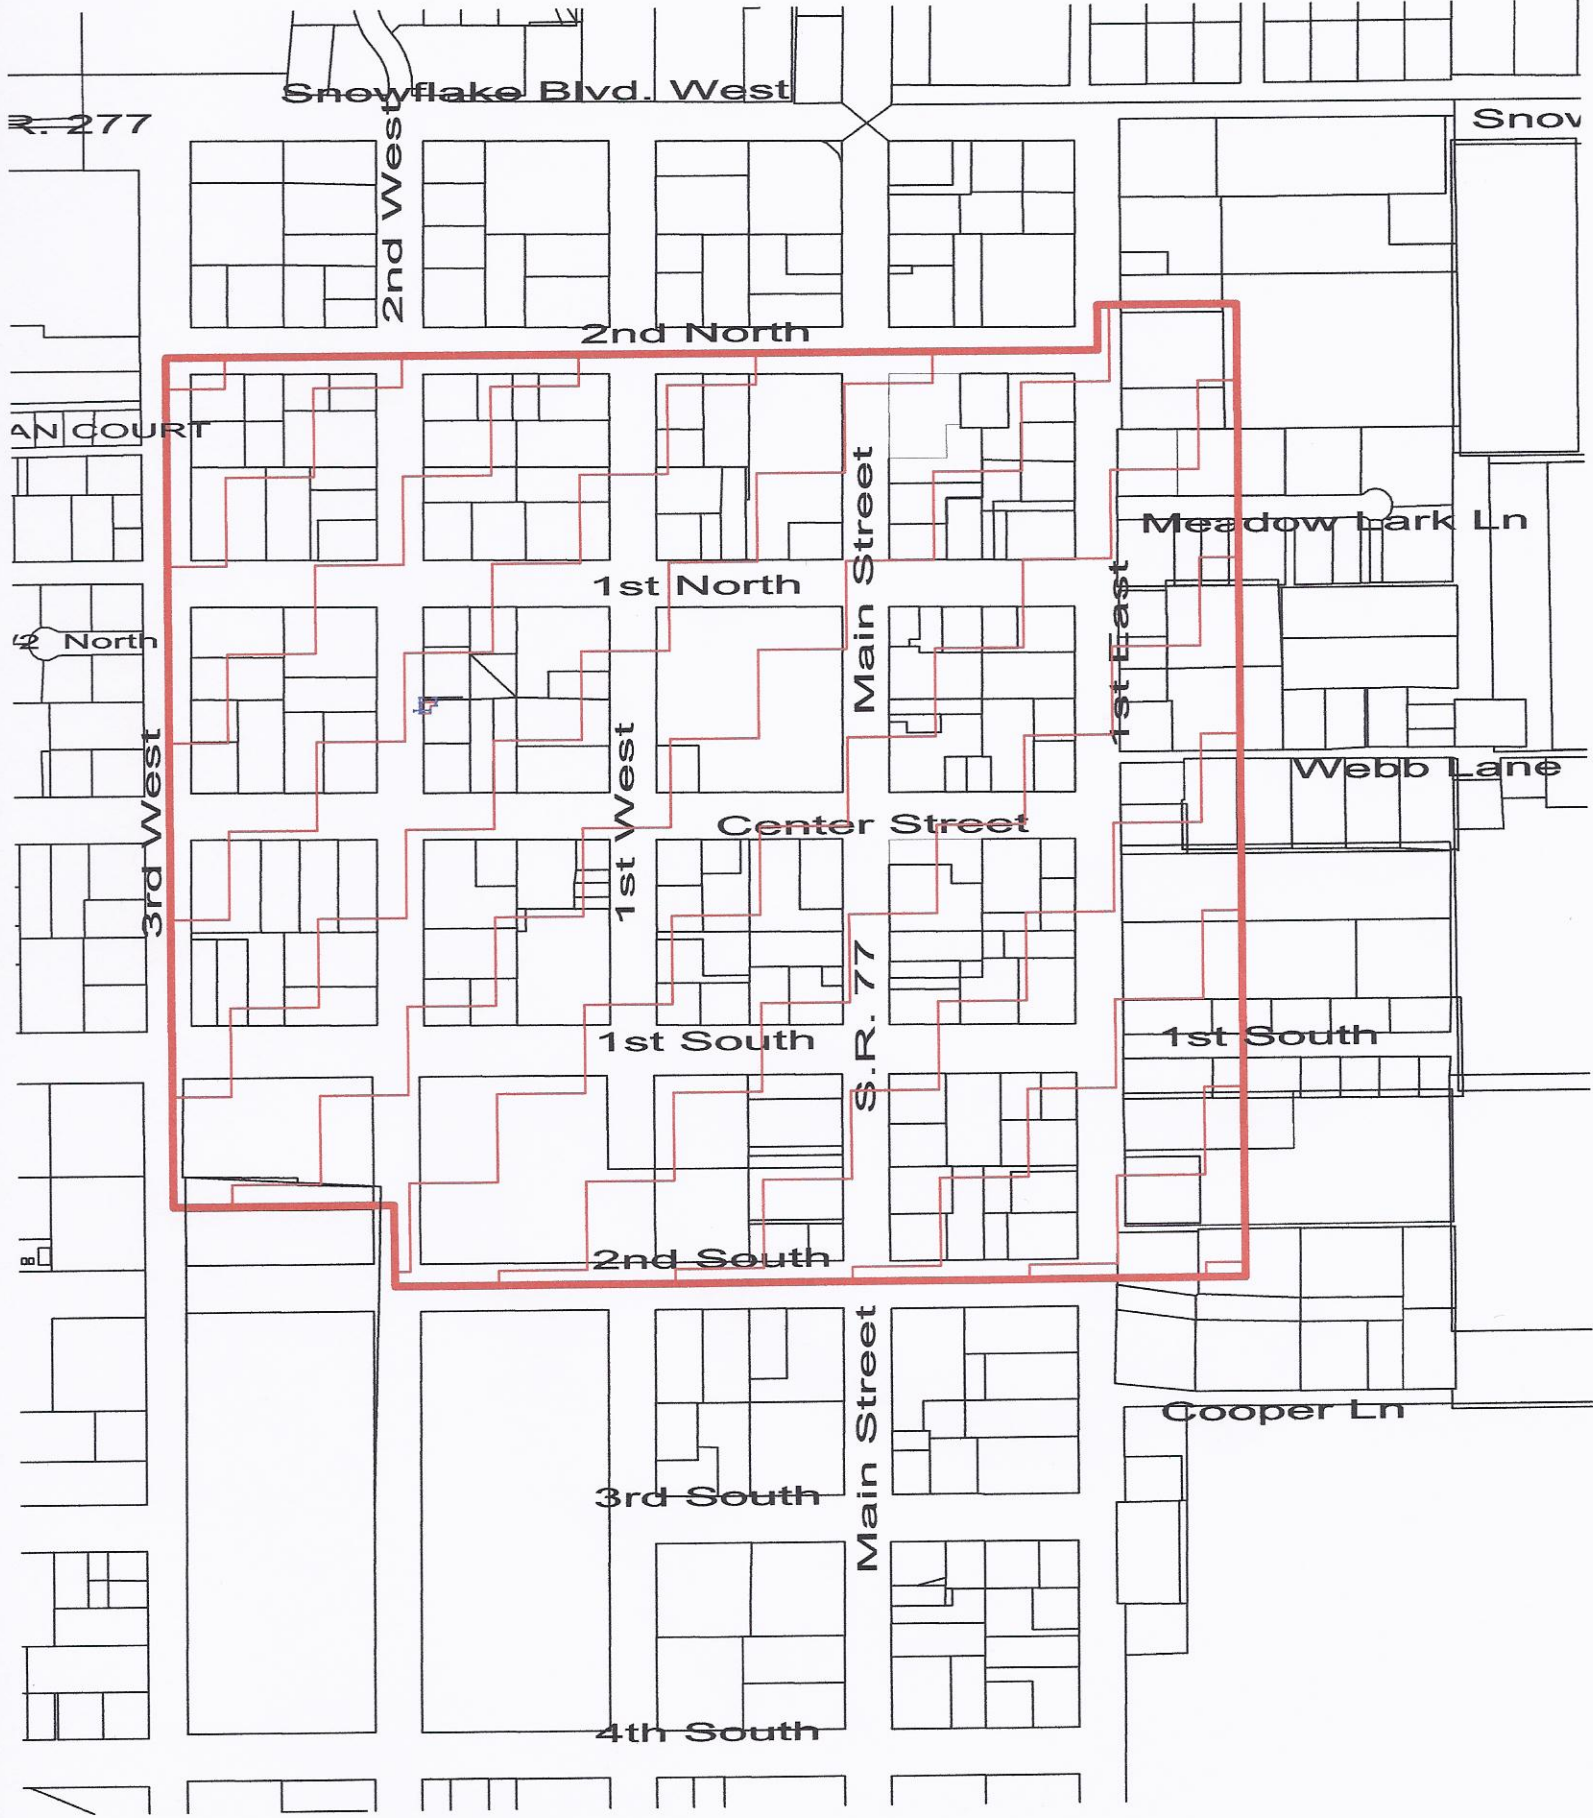 Snowflake Blvd. West
R. 277
Snow
2nd West
2nd North
AN COURT
Main Street
Meadow Lark Ln
1st North
1st East
/2 North
3rd West
1st West
Webb Lane
Center Street
S.R. 77
1st South
1st South
2nd South
Main Street
Cooper Ln
3rd South
4th South